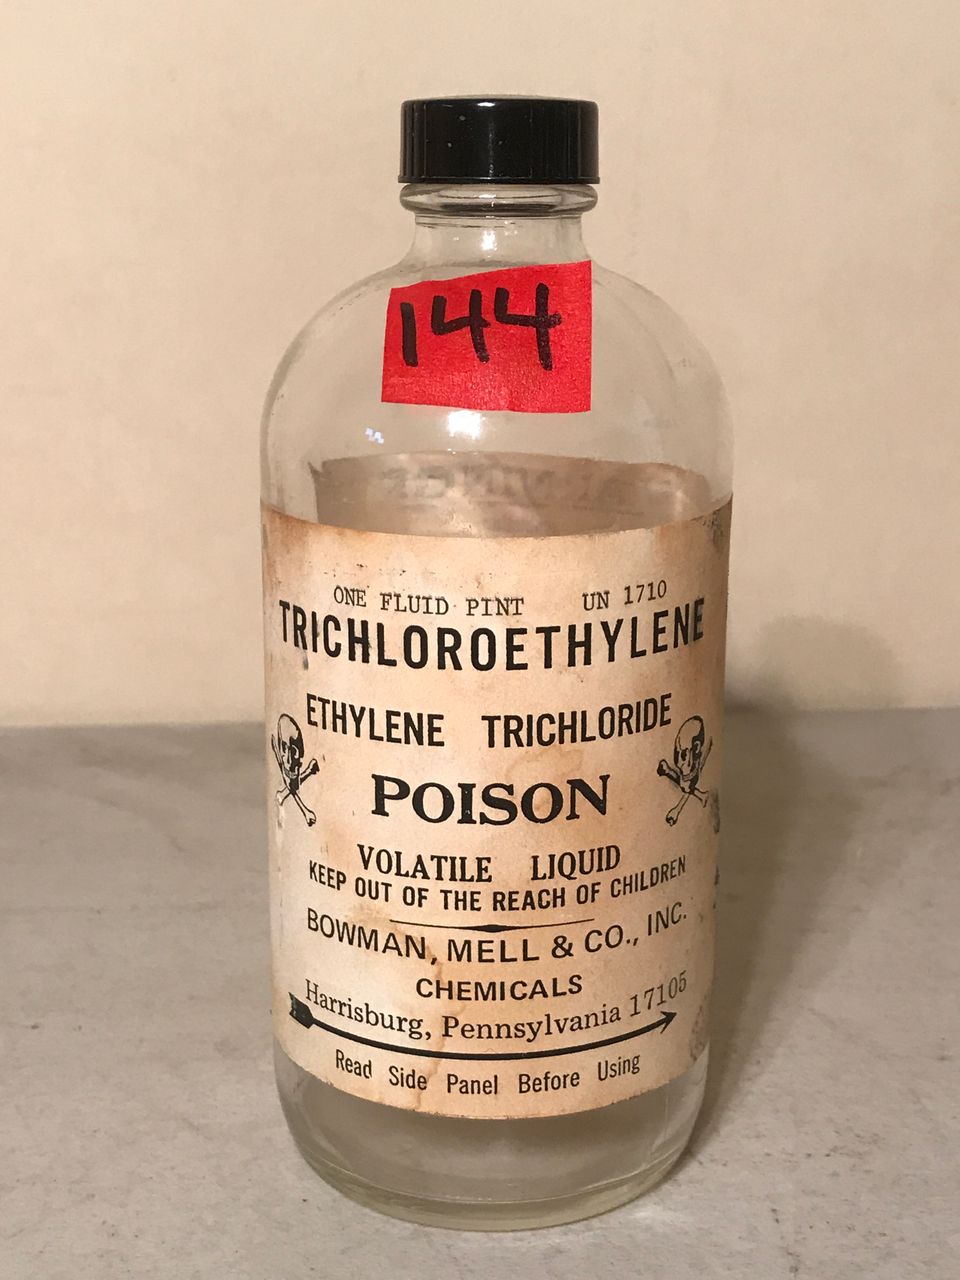 144
ONE FLUID PINT UN 1710
TRICHLOROETHYLENE
ETHYLENE TRICHLORIDE
POISON
VOLATILE LIQUID
KEEP OUT OF THE REACH OF CHILDREN
BOWMAN, MELL & CO., INC.
CHEMICALS
Harrisburg, Pennsylvania 17105
Read Side Panel Before Using